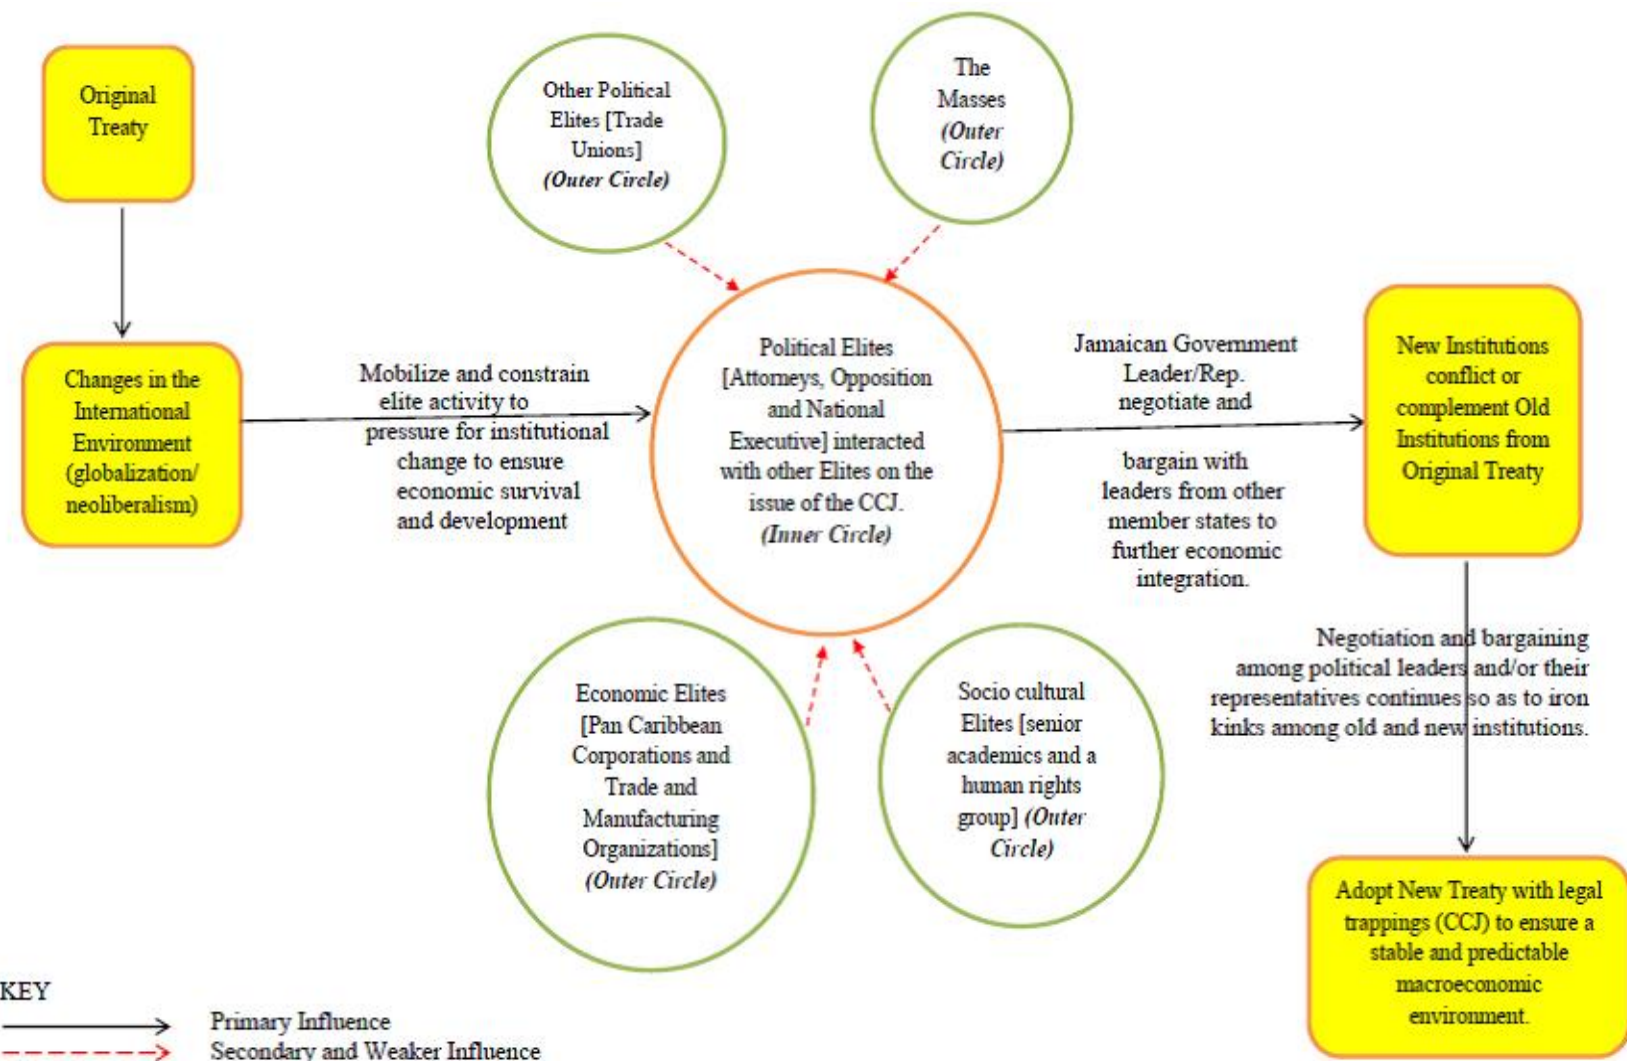 Original
Treaty
Other Political
Elites [Trade
Unions]
(Outer Circle)
The
Masses
(Outer
Circle)
Changes in the
International
Environment
(globalization/
neoliberalism)
Mobilize and constrain
elite activity to
pressure for institutional
change to ensure
economic survival
and development
Political Elites
[Attorneys, Opposition
and National
Executive] interacted
with other Elites on the
issue of the CCJ.
(Inner Circle)
Jamaican Government
Leader/Rep.
negotiate and
bargain with
leaders from other
member states to
further economic
integration.
New Institutions
conflict or
complement Old
Institutions from
Original Treaty
Economic Elites
[Pan Caribbean
Corporations and
Trade and
Manufacturing
Organizations]
(Outer Circle)
Socio cultural
Elites [senior
academics and a
human rights
group] (Outer
Circle)
Negotiation and bargaining
among political leaders and/or their
representatives continues so as to iron
kinks among old and new institutions.
Adopt New Treaty with legal
trappings (CCJ) to ensure a
stable and predictable
macroeconomic
environment.
KEY
Primary Influence
Secondary and Weaker Influence